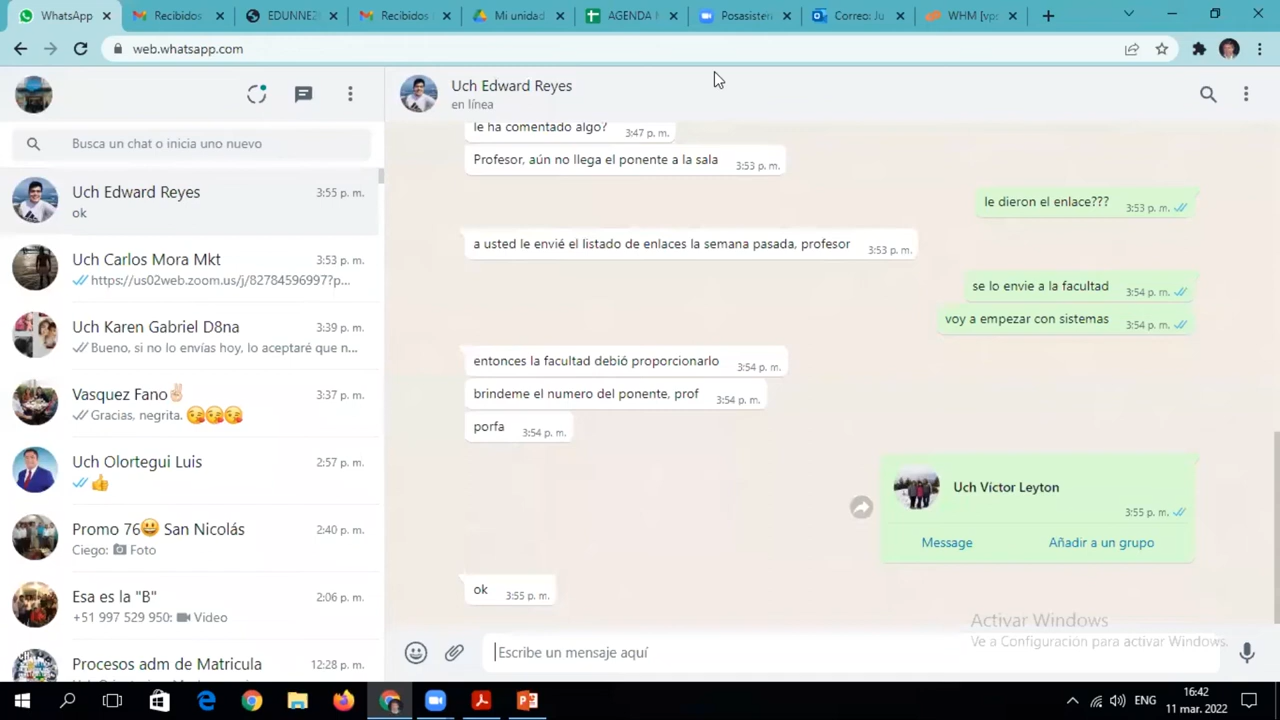 WhatsApp
Recibidos
EDUNNE2
Recibidos
Mi unidad
AGENDA
Posasister
Correo: Ju
WHM [vps
web.whatsapp.com
Uch Edward Reyes
en línea
Busca un chat o inicia uno nuevo
Uch Edward Reyes
3:55 p. m.
ok
Uch Carlos Mora Mkt
3:53 p. m.
https://us02web.zoom.us/j/82784596997?p...
Uch Karen Gabriel D8na
3:39 p. m.
Bueno, si no lo envías hoy, lo aceptaré que n...
Vasquez Fano✌🏻
3:37 p. m.
Gracias, negrita. 😘😘😘
Uch Olortegui Luis
2:57 p. m.
👍
Promo 76😀 San Nicolás
2:40 p. m.
Ciego: 📷 Foto
Esa es la "B"
2:06 p. m.
+51 997 529 950: Video
Procesos adm de Matricula
12:28 p. m.
le ha comentado algo?
3:47 p. m.
Profesor, aún no llega el ponente a la sala
3:53 p. m.
le dieron el enlace???
3:53 p. m.
a usted le envié el listado de enlaces la semana pasada, profesor
3:53 p. m.
se lo envie a la facultad
3:54 p. m.
voy a empezar con sistemas
3:54 p. m.
entonces la facultad debió proporcionarlo
3:54 p. m.
brindeme el numero del ponente, prof
3:54 p. m.
porfa
3:54 p. m.
Uch Víctor Leyton
3:55 p. m.
Message
Añadir a un grupo
ok
3:55 p. m.
Activar Windows
Ve a Configuración para activar Windows.
Escribe un mensaje aquí
ENG
16:42
11 mar. 2022